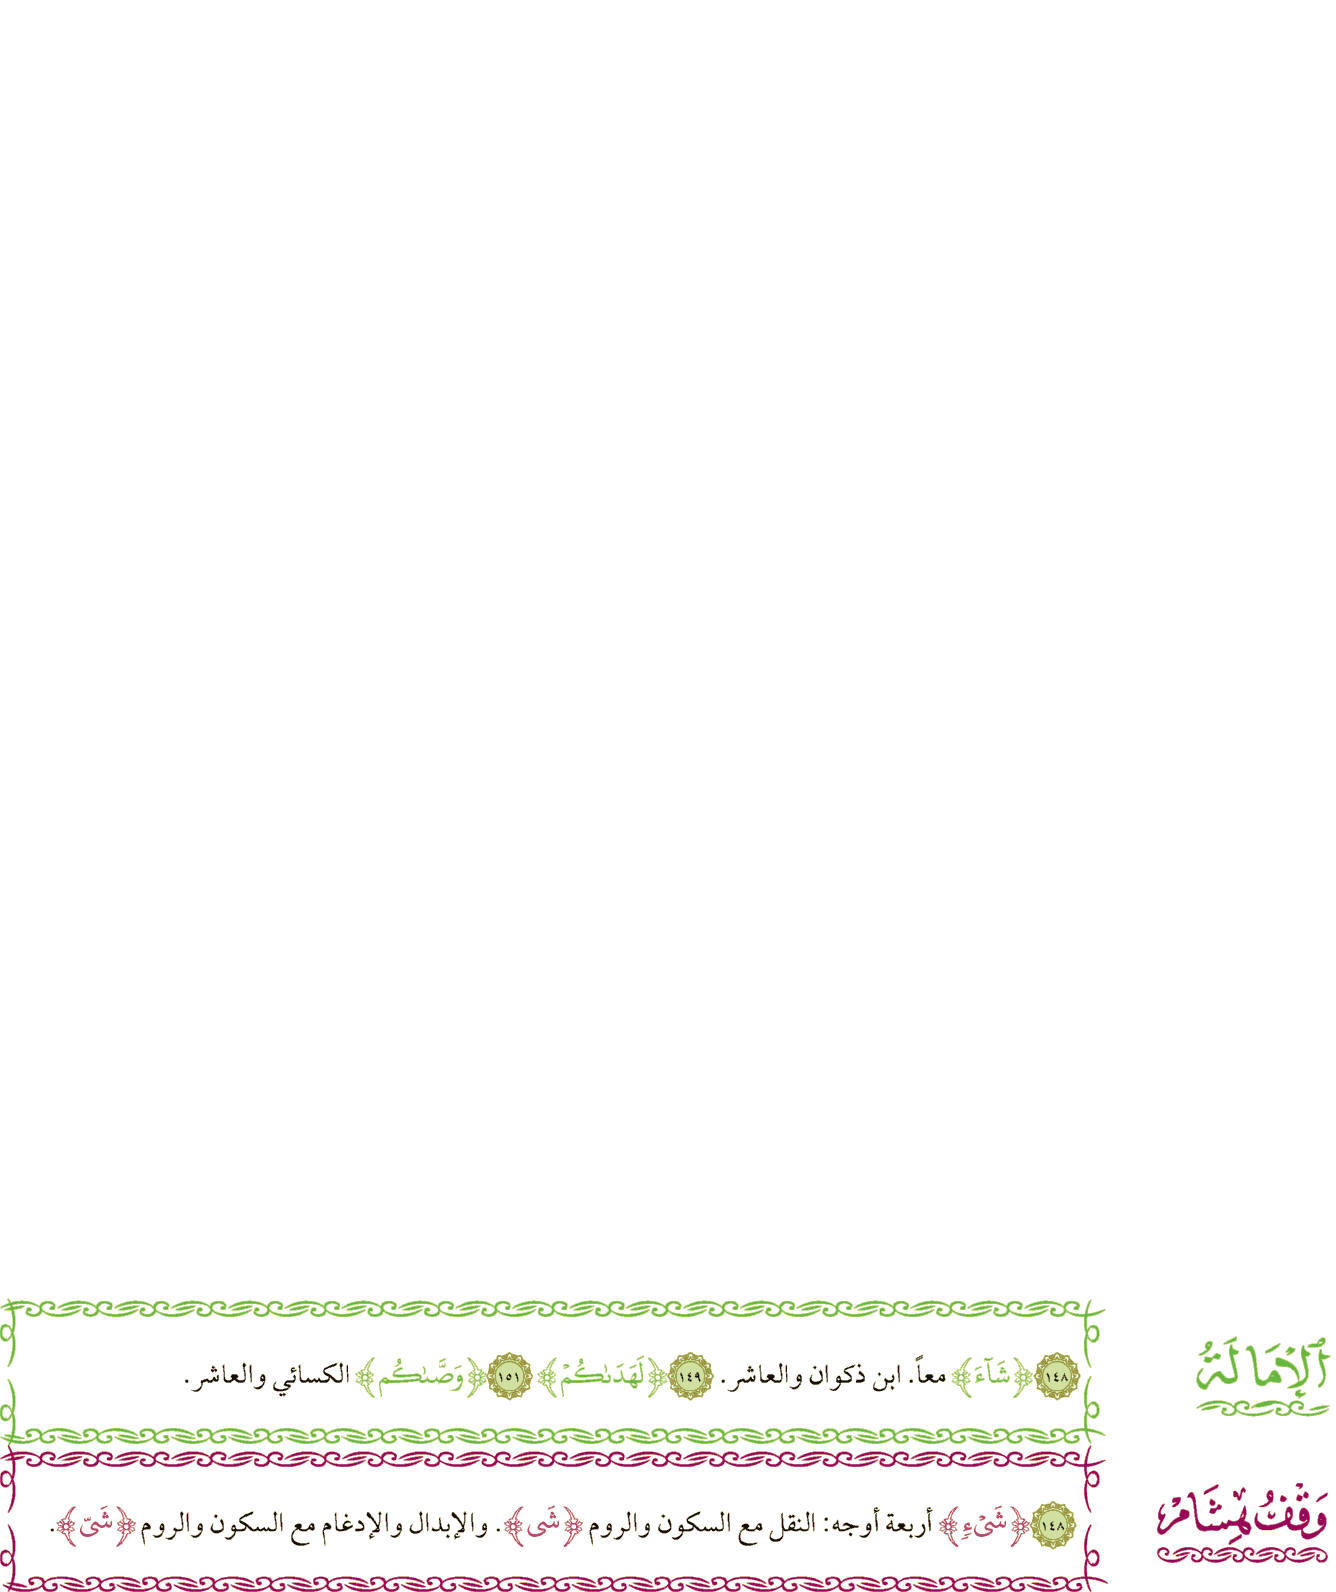 ٱلْإِمَالَةُ
١٤٨ ﴿شَآءَ﴾ معاً. ابن ذكوان والعاشر. ١٤٩ ﴿لَهَدَىٰكُمْ﴾ ١٥١ ﴿وَصَّىٰكُم﴾ الكسائي والعاشر.
وَقْفُ هِشَامٍ
١٤٨ ﴿شَىْءٍ﴾ أربعة أوجه: النقل مع السكون والروم ﴿شَى﴾. والإبدال والإدغام مع السكون والروم ﴿شَىّ﴾.